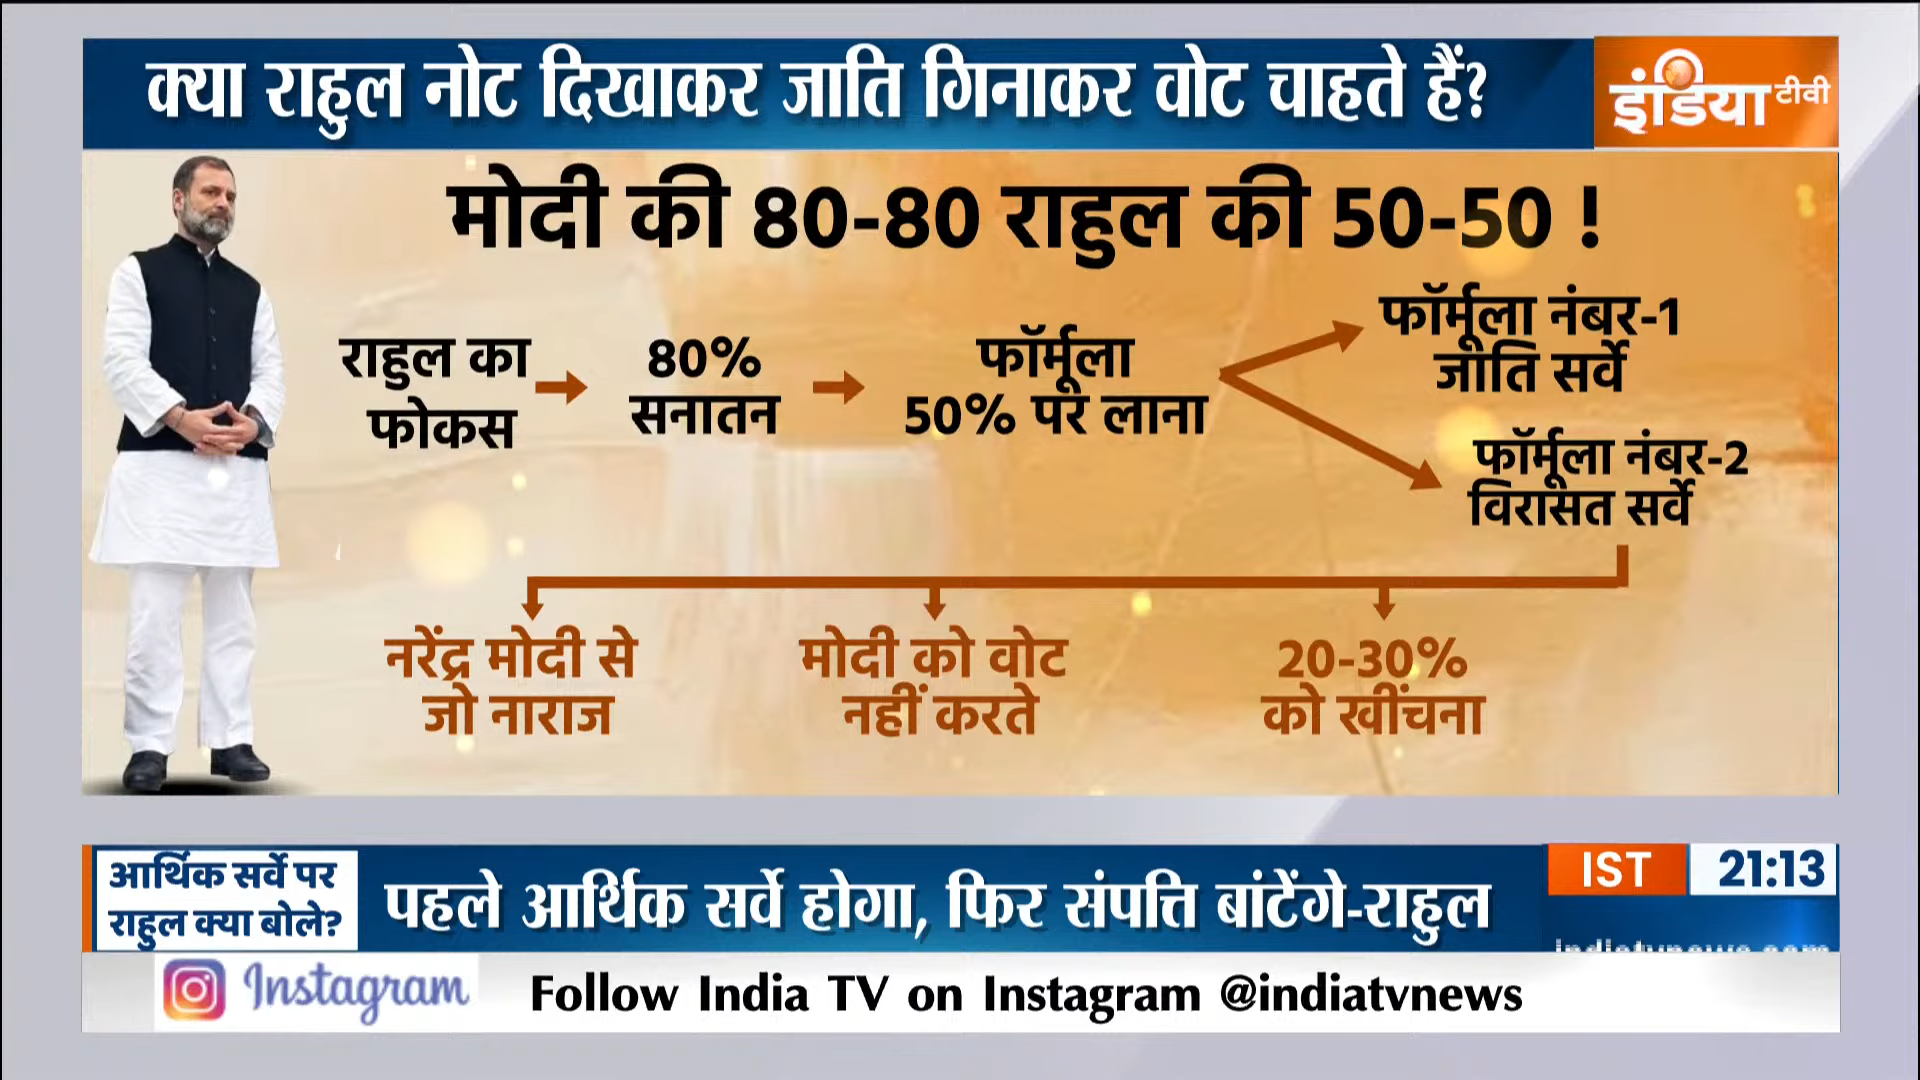 क्या राहुल नोट दिखाकर जाति गिनाकर वोट चाहते हैं?
इंडिया टीवी
मोदी की 80-80 राहुल की 50-50 !
राहुल का
फोकस
80%
सनातन
फॉर्मूला
50% पर लाना
फॉर्मूला नंबर-1
जाति सर्वे
फॉर्मूला नंबर-2
विरासत सर्वे
नरेंद्र मोदी से
जो नाराज
मोदी को वोट
नहीं करते
20-30%
को खींचना
आर्थिक सर्वे पर
राहुल क्या बोले?
पहले आर्थिक सर्वे होगा, फिर संपत्ति बांटेंगे-राहुल
IST 21:13
Instagram
Follow India TV on Instagram @indiatvnews